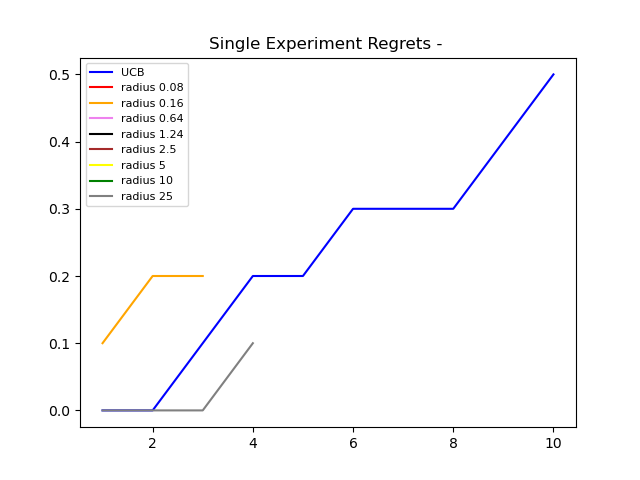 Single Experiment Regrets -
UCB
radius 0.08
radius 0.16
radius 0.64
radius 1.24
radius 2.5
radius 5
radius 10
radius 25
0.5
0.4
0.3
0.2
0.1
0.0
2 4 6 8 10